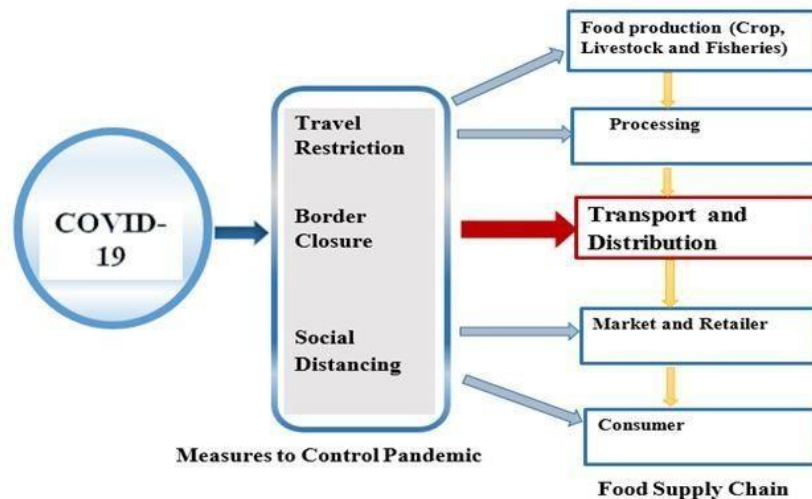 COVID-
19
Travel
Restriction
Border
Closure
Social
Distancing
Measures to Control Pandemic
Food production (Crop,
Livestock and Fisheries)
Processing
Transport and
Distribution
Market and Retailer
Consumer
Food Supply Chain